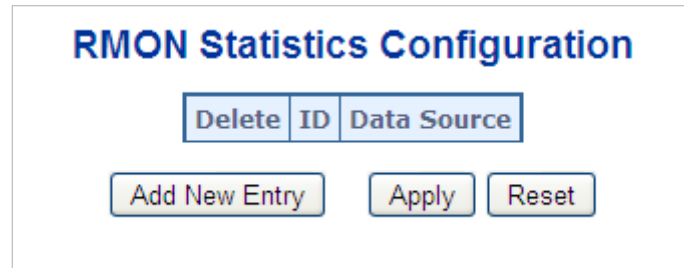 RMON Statistics Configuration
Delete ID Data Source
Add New Entry Apply Reset